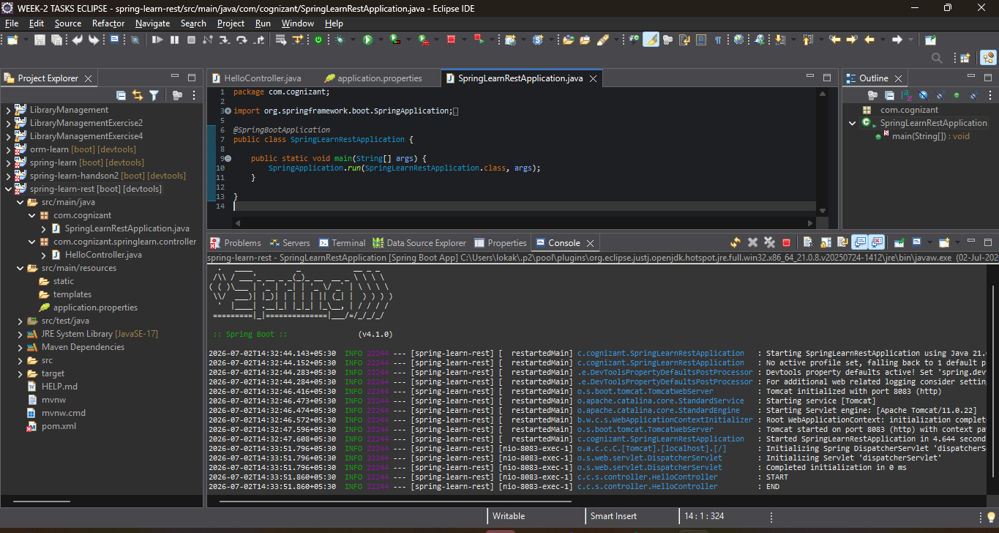 WEEK-2 TASKS ECLIPSE - spring-learn-rest/src/main/java/com/cognizant/SpringLearnRestApplication.java - Eclipse IDE
File Edit Source Refactor Navigate Search Project Run Window Help
Project Explorer
LibraryManagement
LibraryManagementExercise2
LibraryManagementExercise4
orm-learn [boot] [devtools]
spring-learn [boot] [devtools]
spring-learn-handson2 [boot] [devtools]
spring-learn-rest [boot] [devtools]
src/main/java
com.cognizant
SpringLearnRestApplication.java
com.cognizant.springlearn.controller
HelloController.java
src/main/resources
static
templates
application.properties
src/test/java
JRE System Library [JavaSE-17]
Maven Dependencies
src
target
HELP.md
mvnw
mvnw.cmd
pom.xml
HelloController.java application.properties SpringLearnRestApplication.java
1 package com.cognizant;
2
3 import org.springframework.boot.SpringApplication;
5
6 @SpringBootApplication
7 public class SpringLearnRestApplication {
8
9 public static void main(String[] args) {
10 SpringApplication.run(SpringLearnRestApplication.class, args);
11 }
12
13 }
14
Outline
com.cognizant
SpringLearnRestApplication
main(String[]) : void
Problems Servers Terminal Data Source Explorer Properties Console
spring-learn-rest - SpringLearnRestApplication [Spring Boot App] C:\Users\lokak\.p2\pool\plugins\org.eclipse.justj.openjdk.hotspot.jre.full.win32.x86_64_21.0.8.v20250724-1412\jre\bin\javaw.exe (02-Jul-202
:: Spring Boot :: (v4.1.0)
2026-07-02T14:32:44.143+05:30 INFO 22244 --- [spring-learn-rest] [ restartedMain] c.cognizant.SpringLearnRestApplication : Starting SpringLearnRestApplication using Java 21.
2026-07-02T14:32:44.152+05:30 INFO 22244 --- [spring-learn-rest] [ restartedMain] c.cognizant.SpringLearnRestApplication : No active profile set, falling back to 1 default p
2026-07-02T14:32:44.283+05:30 INFO 22244 --- [spring-learn-rest] [ restartedMain] .e.DevToolsPropertyDefaultsPostProcessor : Devtools property defaults active! Set 'spring.dev
2026-07-02T14:32:44.284+05:30 INFO 22244 --- [spring-learn-rest] [ restartedMain] .e.DevToolsPropertyDefaultsPostProcessor : For additional web related logging consider settin
2026-07-02T14:32:46.416+05:30 INFO 22244 --- [spring-learn-rest] [ restartedMain] o.s.boot.tomcat.TomcatWebServer : Tomcat initialized with port 8083 (http)
2026-07-02T14:32:46.473+05:30 INFO 22244 --- [spring-learn-rest] [ restartedMain] o.apache.catalina.core.StandardService : Starting service [Tomcat]
2026-07-02T14:32:46.474+05:30 INFO 22244 --- [spring-learn-rest] [ restartedMain] o.apache.catalina.core.StandardEngine : Starting Servlet engine: [Apache Tomcat/11.0.22]
2026-07-02T14:32:46.572+05:30 INFO 22244 --- [spring-learn-rest] [ restartedMain] b.w.c.s.WebApplicationContextInitializer : Root WebApplicationContext: initialization complet
2026-07-02T14:32:47.596+05:30 INFO 22244 --- [spring-learn-rest] [ restartedMain] o.s.boot.tomcat.TomcatWebServer : Tomcat started on port 8083 (http) with context pa
2026-07-02T14:32:47.608+05:30 INFO 22244 --- [spring-learn-rest] [ restartedMain] c.cognizant.SpringLearnRestApplication : Started SpringLearnRestApplication in 4.644 second
2026-07-02T14:33:51.796+05:30 INFO 22244 --- [spring-learn-rest] [nio-8083-exec-1] o.a.c.c.C.[Tomcat].[localhost].[/] : Initializing Spring DispatcherServlet 'dispatcherS
2026-07-02T14:33:51.796+05:30 INFO 22244 --- [spring-learn-rest] [nio-8083-exec-1] o.s.web.servlet.DispatcherServlet : Initializing Servlet 'dispatcherServlet'
2026-07-02T14:33:51.796+05:30 INFO 22244 --- [spring-learn-rest] [nio-8083-exec-1] o.s.web.servlet.DispatcherServlet : Completed initialization in 0 ms
2026-07-02T14:33:51.860+05:30 INFO 22244 --- [spring-learn-rest] [nio-8083-exec-1] c.c.s.controller.HelloController : START
2026-07-02T14:33:51.860+05:30 INFO 22244 --- [spring-learn-rest] [nio-8083-exec-1] c.c.s.controller.HelloController : END
Writable Smart Insert 14 : 1 : 324